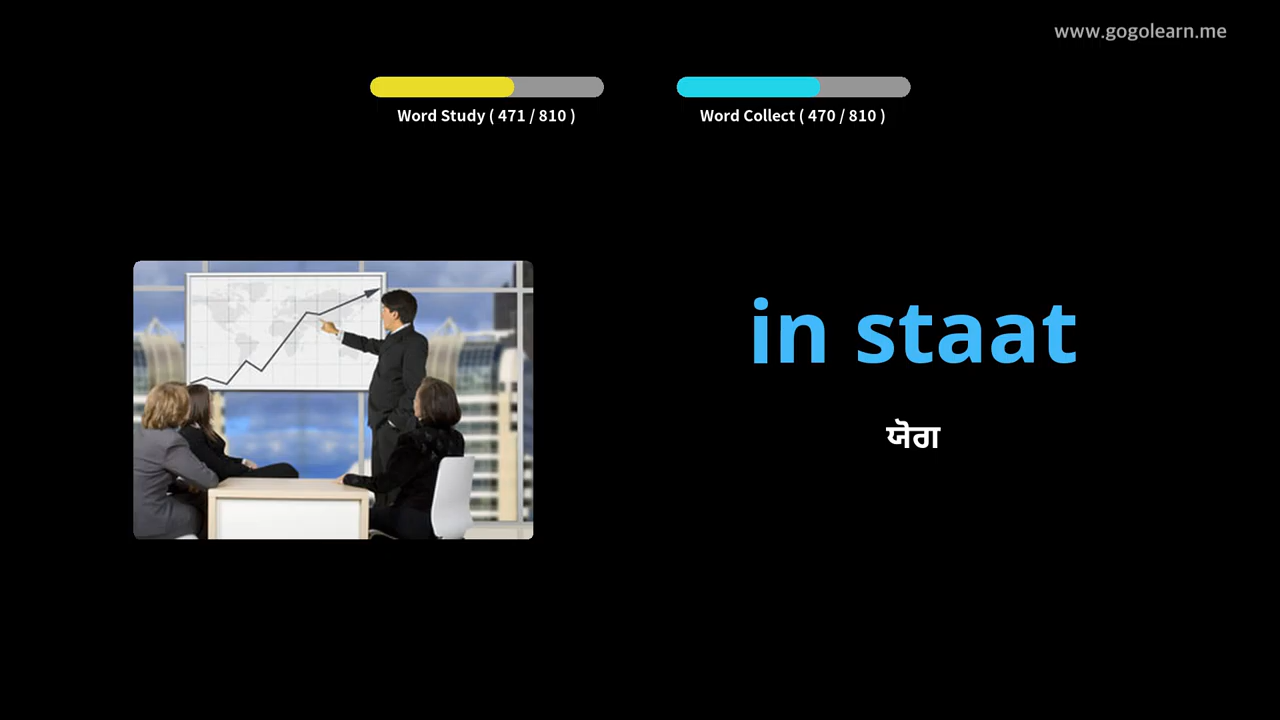 www.gogolearn.me
Word Study ( 471 / 810 )
Word Collect ( 470 / 810 )
in staat
ਯੋਗ